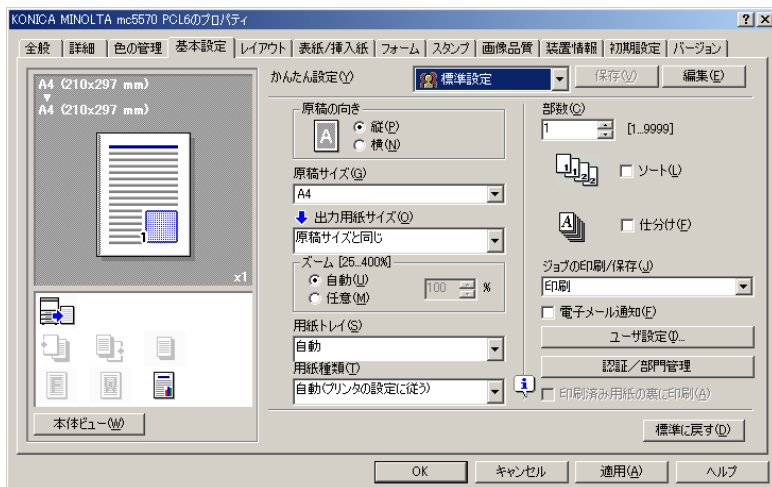 KONICA MINOLTA mc5570 PCL6のプロパティ
全般 詳細 色の管理 基本設定 レイアウト 表紙/挿入紙 フォーム スタンプ 画像品質 装置情報 初期設定 バージョン
A4 (210x297 mm)
A4 (210x297 mm)
1
x1
本体ビュー(W)
かんたん設定(Y)
標準設定
保存(V)
編集(E)
原稿の向き
A
縦(P)
横(N)
原稿サイズ(G)
A4
出力用紙サイズ(O)
原稿サイズと同じ
ズーム [25...400%]
自動(U)
任意(M)
100 %
用紙トレイ(S)
自動
用紙種類(T)
自動(プリンタの設定に従う)
部数(C)
1 [1...9999]
1 1 2 2
ソート(L)
A
仕分け(F)
ジョブの印刷/保存(J)
印刷
電子メール通知(F)
ユーザ設定(I)...
認証/部門管理
印刷済み用紙の裏に印刷(A)
標準に戻す(D)
OK キャンセル 適用(A) ヘルプ